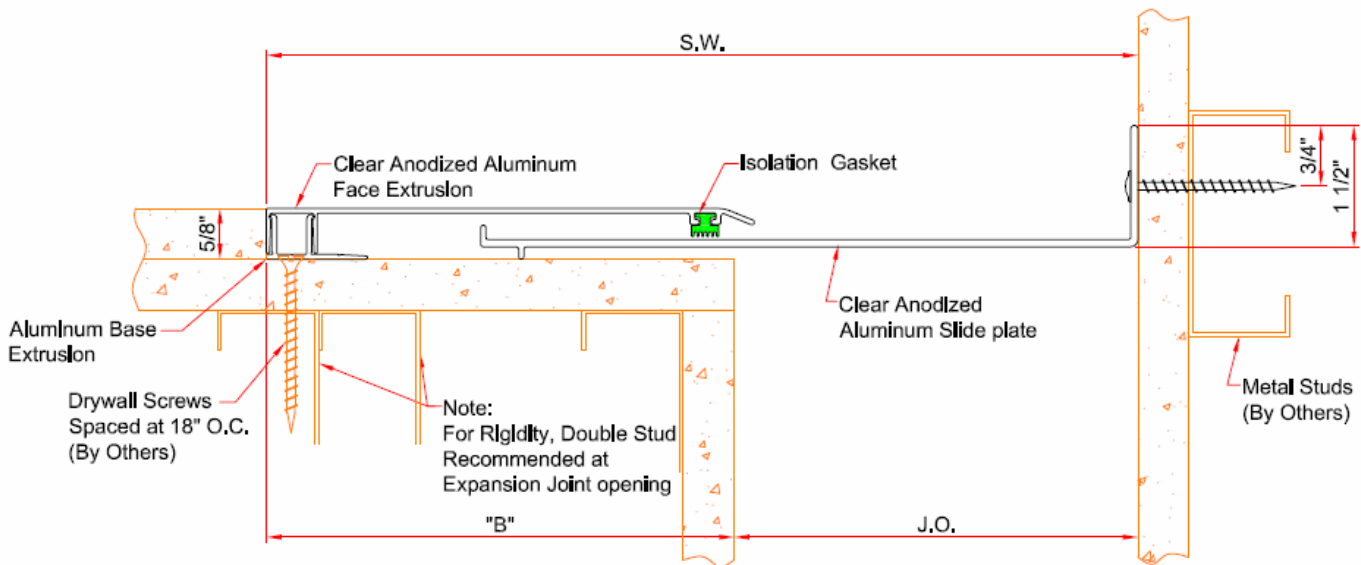 S.W.
Clear Anodized Aluminum
Face Extrusion
Isolation Gasket
3/4"
1 1/2"
5/8"
Aluminum Base
Extrusion
Clear Anodized
Aluminum Slide plate
Drywall Screws
Spaced at 18" O.C.
(By Others)
Note:
For Rigidity, Double Stud
Recommended at
Expansion Joint opening
Metal Studs
(By Others)
"B"
J.O.